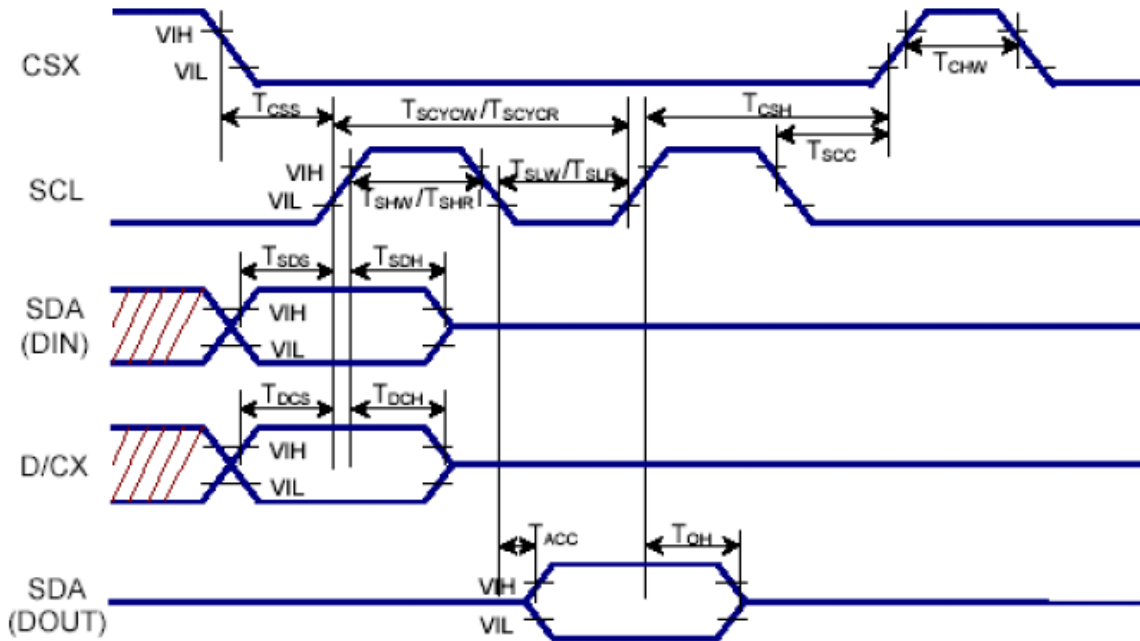 CSX
VIH
VIL
TCHW
TCSS
TSCYCW/TSCYCR
TCSH
TSCC
SCL
VIH
VIL
TSHW/TSHR
TSLW/TSLR
TSDS
TSDH
SDA
(DIN)
VIH
VIL
TDCS
TDCH
D/CX
VIH
VIL
TACC
TOH
SDA
(DOUT)
VIH
VIL